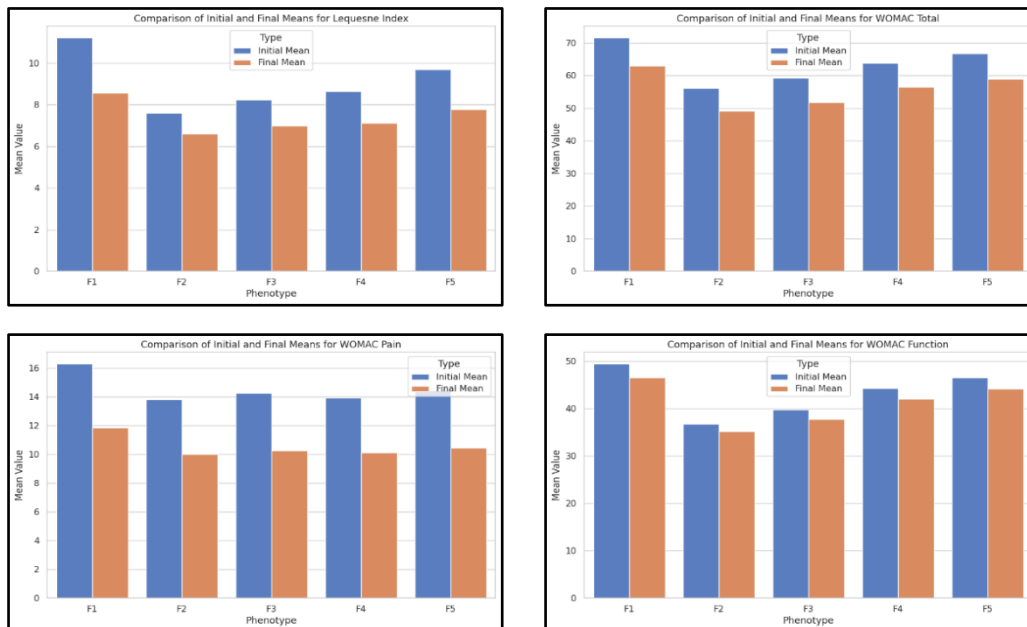 Comparison of Initial and Final Means for Lequesne Index
Type
Initial Mean
Final Mean
Mean Value
10
8
6
4
2
0
F1 F2 F3 F4 F5
Phenotype
Comparison of Initial and Final Means for WOMAC Total
Type
Initial Mean
Final Mean
Mean Value
70
60
50
40
30
20
10
0
F1 F2 F3 F4 F5
Phenotype
Comparison of Initial and Final Means for WOMAC Pain
Type
Initial Mean
Final Mean
Mean Value
16
14
12
10
8
6
4
2
0
F1 F2 F3 F4 F5
Phenotype
Comparison of Initial and Final Means for WOMAC Function
Type
Initial Mean
Final Mean
Mean Value
50
40
30
20
10
0
F1 F2 F3 F4 F5
Phenotype